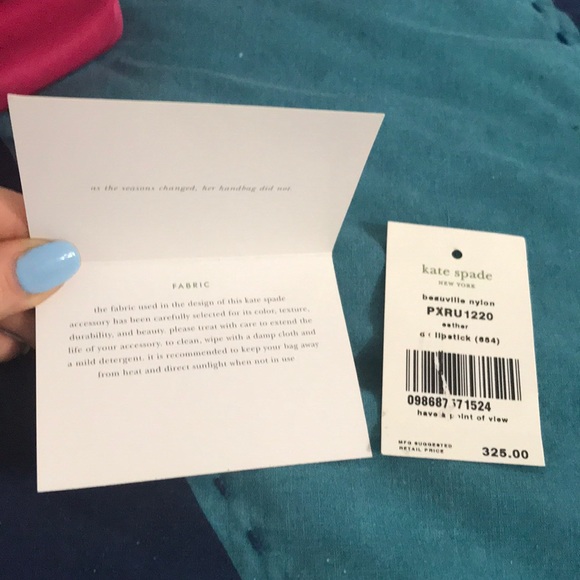 as the seasons changed, her handbag did not.
FABRIC
the fabric used in the design of this kate spade
accessory has been carefully selected for its color, texture,
durability, and beauty. please treat with care to extend the
life of your accessory. to clean, wipe with a damp cloth and
a mild detergent. it is recommended to keep your bag away
from heat and direct sunlight when not in use
kate spade
NEW YORK
beauville nylon
PXRU1220
esther
lipstick (654)
098687 71524
have a point of view
MFG SUGGESTED
RETAIL PRICE
325.00